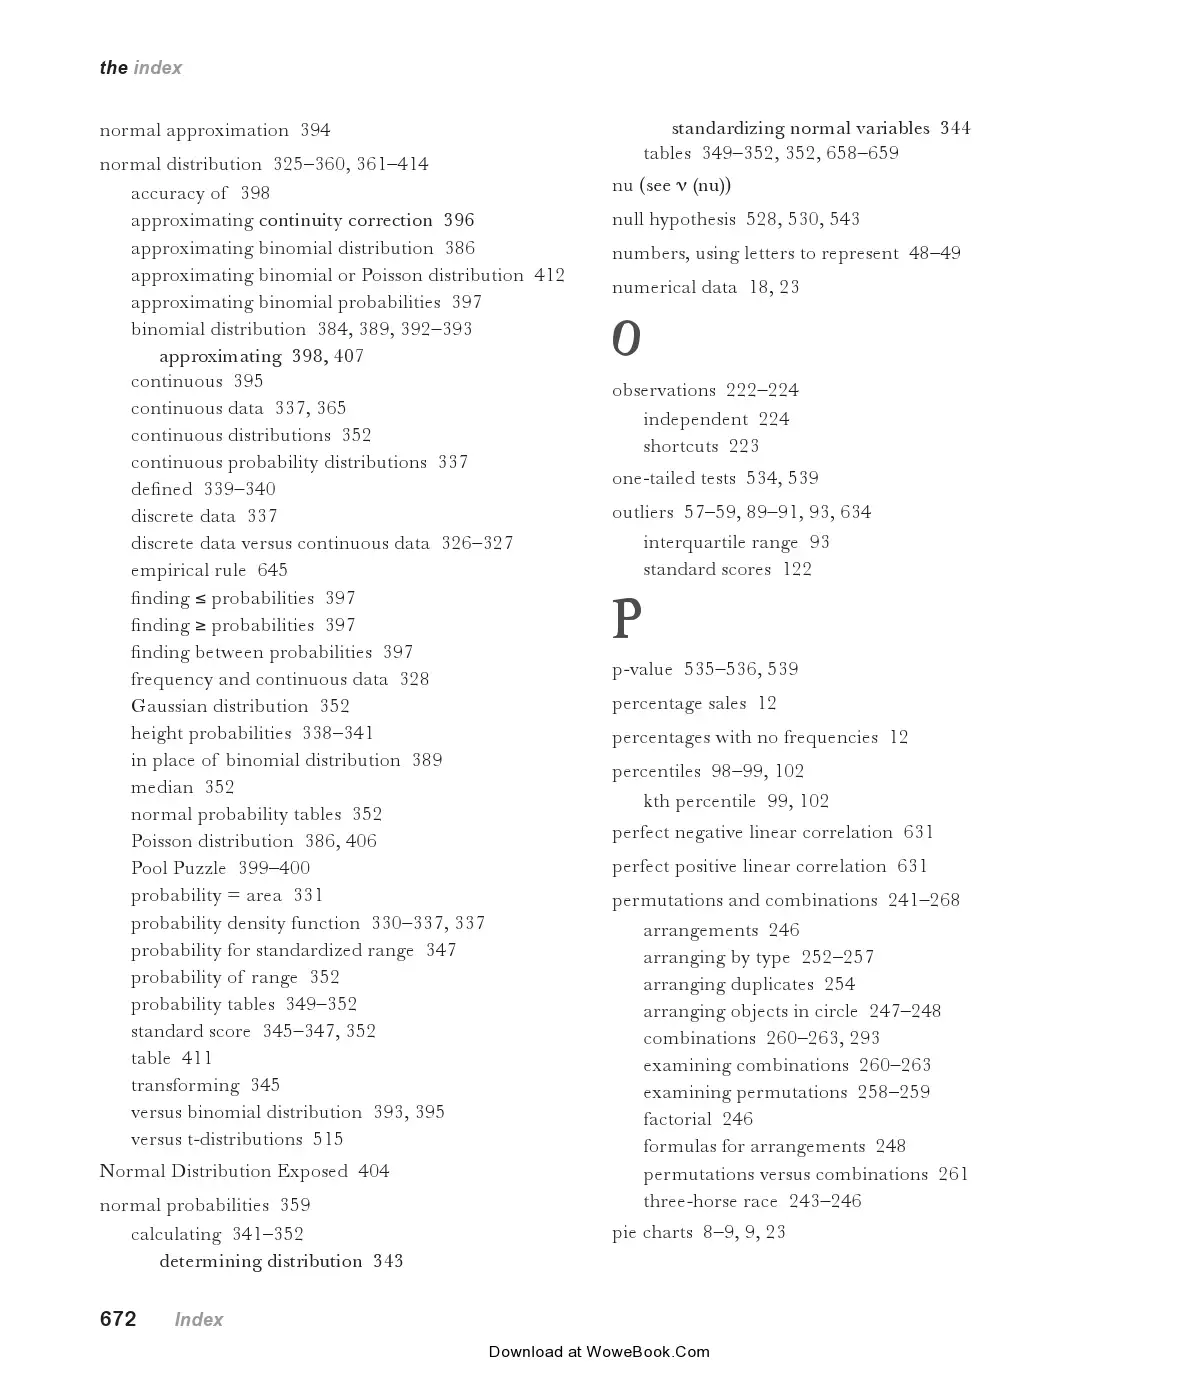 the index
normal approximation 394
normal distribution 325–360, 361–414
accuracy of 398
approximating continuity correction 396
approximating binomial distribution 386
approximating binomial or Poisson distribution 412
approximating binomial probabilities 397
binomial distribution 384, 389, 392–393
approximating 398, 407
continuous 395
continuous data 337, 365
continuous distributions 352
continuous probability distributions 337
defined 339–340
discrete data 337
discrete data versus continuous data 326–327
empirical rule 645
finding ≤ probabilities 397
finding ≥ probabilities 397
finding between probabilities 397
frequency and continuous data 328
Gaussian distribution 352
height probabilities 338–341
in place of binomial distribution 389
median 352
normal probability tables 352
Poisson distribution 386, 406
Pool Puzzle 399–400
probability = area 331
probability density function 330–337, 337
probability for standardized range 347
probability of range 352
probability tables 349–352
standard score 345–347, 352
table 411
transforming 345
versus binomial distribution 393, 395
versus t-distributions 515
Normal Distribution Exposed 404
normal probabilities 359
calculating 341–352
determining distribution 343
standardizing normal variables 344
tables 349–352, 352, 658–659
nu (see ν (nu))
null hypothesis 528, 530, 543
numbers, using letters to represent 48–49
numerical data 18, 23
O
observations 222–224
independent 224
shortcuts 223
one-tailed tests 534, 539
outliers 57–59, 89–91, 93, 634
interquartile range 93
standard scores 122
P
p-value 535–536, 539
percentage sales 12
percentages with no frequencies 12
percentiles 98–99, 102
kth percentile 99, 102
perfect negative linear correlation 631
perfect positive linear correlation 631
permutations and combinations 241–268
arrangements 246
arranging by type 252–257
arranging duplicates 254
arranging objects in circle 247–248
combinations 260–263, 293
examining combinations 260–263
examining permutations 258–259
factorial 246
formulas for arrangements 248
permutations versus combinations 261
three-horse race 243–246
pie charts 8–9, 9, 23
672 Index
Download at WoweBook.Com